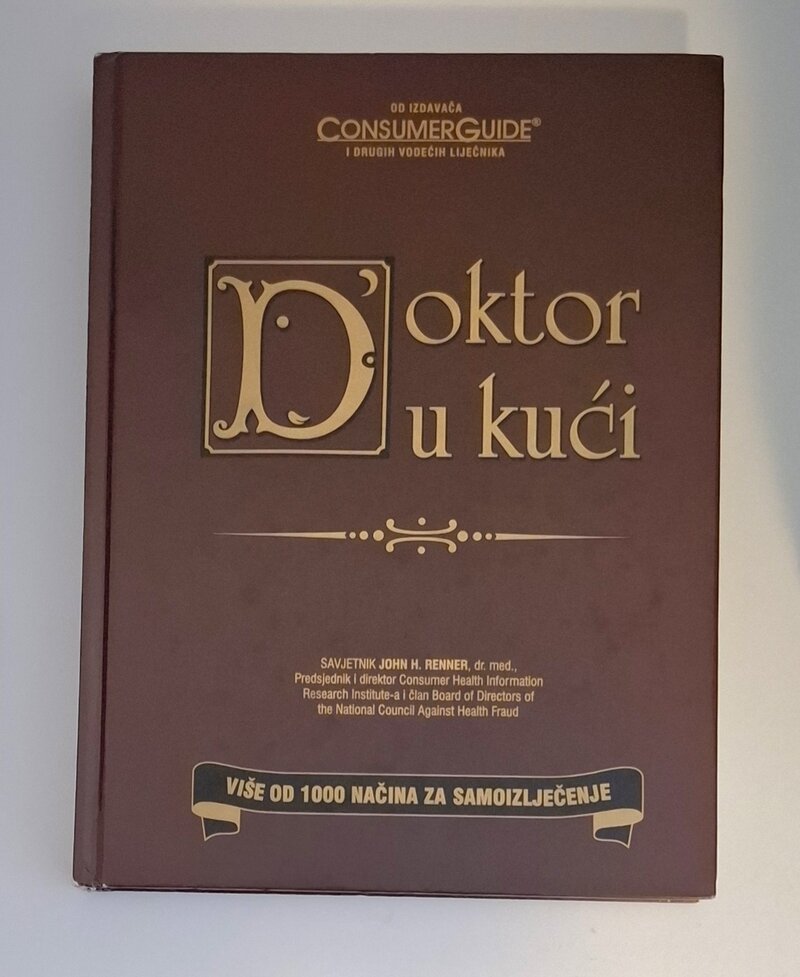 OD IZDAVAČA
CONSUMERGUIDE®
I DRUGIH VODEĆIH LIJEČNIKA
Doktor
u kući
SAVJETNIK JOHN H. RENNER, dr. med.,
Predsjednik i direktor Consumer Health Information
Research Institute-a i član Board of Directors of
the National Council Against Health Fraud
VIŠE OD 1000 NAČINA ZA SAMOIZLJEČENJE